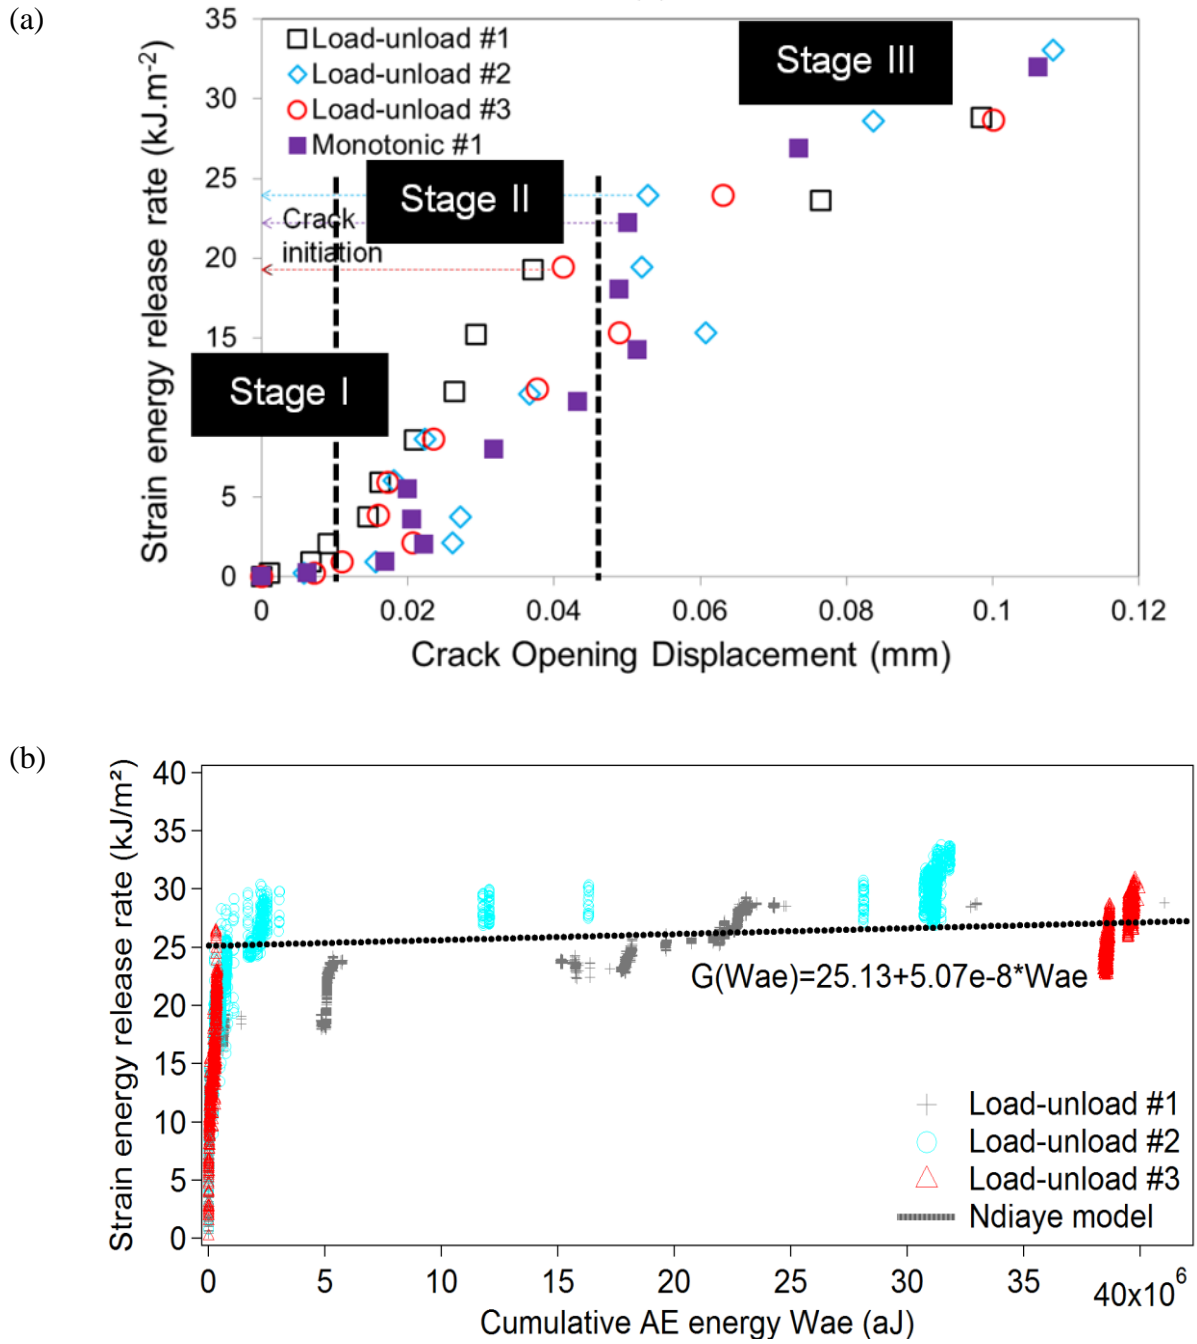 (a)
35
30
25
20
15
5
0
Strain energy release rate (kJ.m⁻²)
Load-unload #1
Load-unload #2
Load-unload #3
Monotonic #1
Stage III
Stage II
Crack
initiation
Stage I
0 0.02 0.04 0.06 0.08 0.1 0.12
Crack Opening Displacement (mm)
(b)
40
35
30
25
20
15
10
5
0
Strain energy release rate (kJ/m²)
G(Wae)=25.13+5.07e-8*Wae
Load-unload #1
Load-unload #2
Load-unload #3
Ndiaye model
0 5 10 15 20 25 30 35 40x10⁶
Cumulative AE energy Wae (aJ)